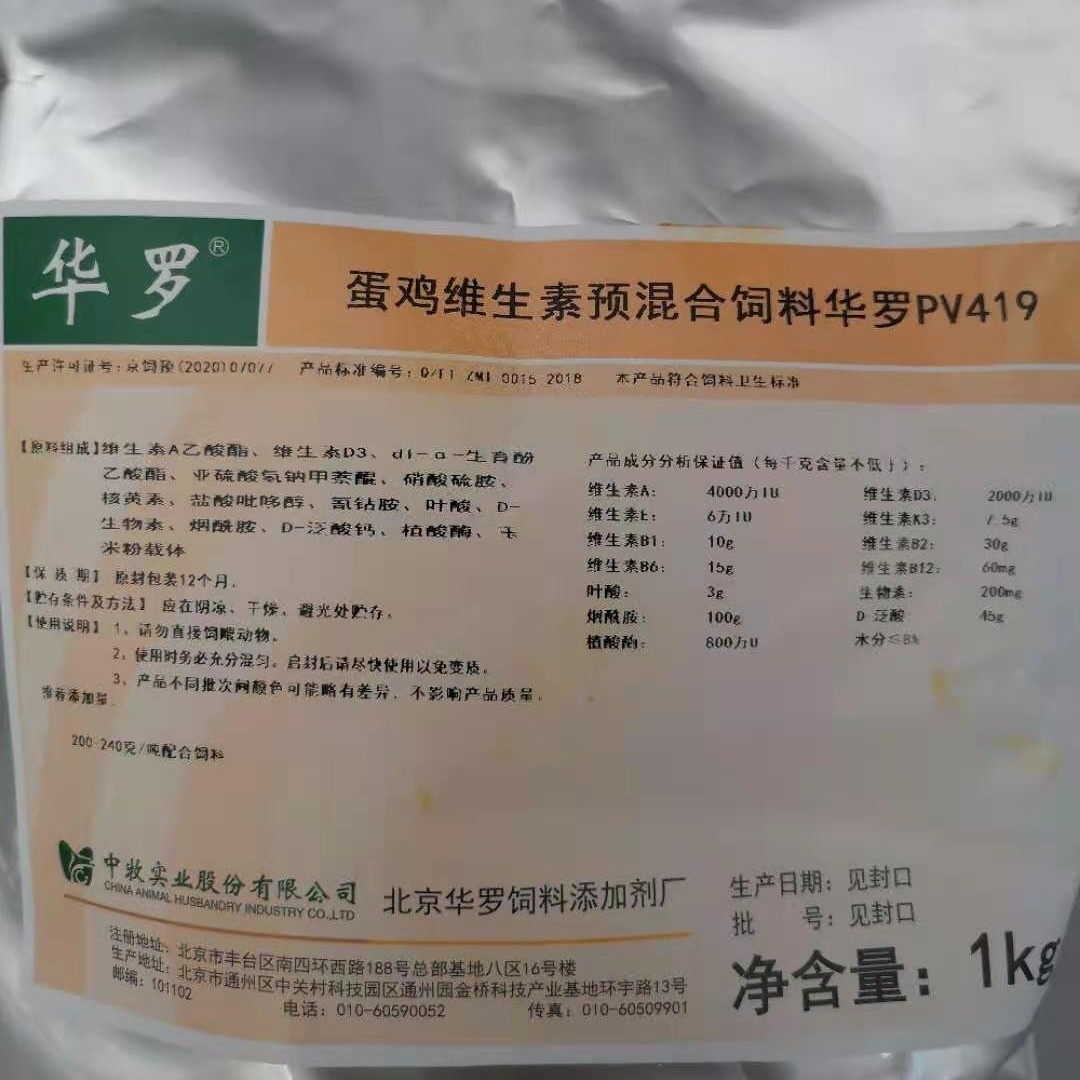 华罗®
蛋鸡维生素预混合饲料华罗PV419
生产许可证号：京饲预(2020)
产品标准编号：
0015 2018
本产品符合饲料卫生标准
【原料组成】维生素A乙酸酯、维生素D3、dl-α-生育酚
乙酸酯、亚硫酸氢钠甲萘醌、硝酸硫胺、
核黄素、盐酸吡哆醇、氰钴胺、叶酸、D-
生物素、烟酰胺、D-泛酸钙、植酸酶、玉
米粉载体
【保 质 期】 原封包装12个月.
【贮存条件及方法】 应在阴凉、干燥、避光处贮存.
【使用说明】 1、请勿直接饲喂动物.
2、使用时务必充分混匀。启封后请尽快使用以免变质.
3、产品不同批次间颜色可能略有差异，不影响产品质量.
推荐添加量:
200-240克/吨配合饲料
产品成分分析保证值（每千克含量不低于）：
维生素A： 4000万IU 维生素D3: 2000万IU
维生素E： 6万IU 维生素K3： 7.5g
维生素B1： 10g 维生素B2： 30g
维生素B6： 15g 维生素B12： 60mg
叶酸： 3g 生物素： 200mg
烟酰胺： 100g D-泛酸: 45g
植酸酶： 800万U 水分≤8%
中牧实业股份有限公司
CHINA ANIMAL HUSBANDRY INDUSTRY CO.,LTD
北京华罗饲料添加剂厂
注册地址：北京市丰台区南四环西路188号总部基地八区16号楼
生产地址：北京市通州区中关村科技园区通州园金桥科技产业基地环宇路13号
邮编：101102
电话：010-60590052 传真：010-60509901
生产日期：见封口
批 号：见封口
净含量：1kg